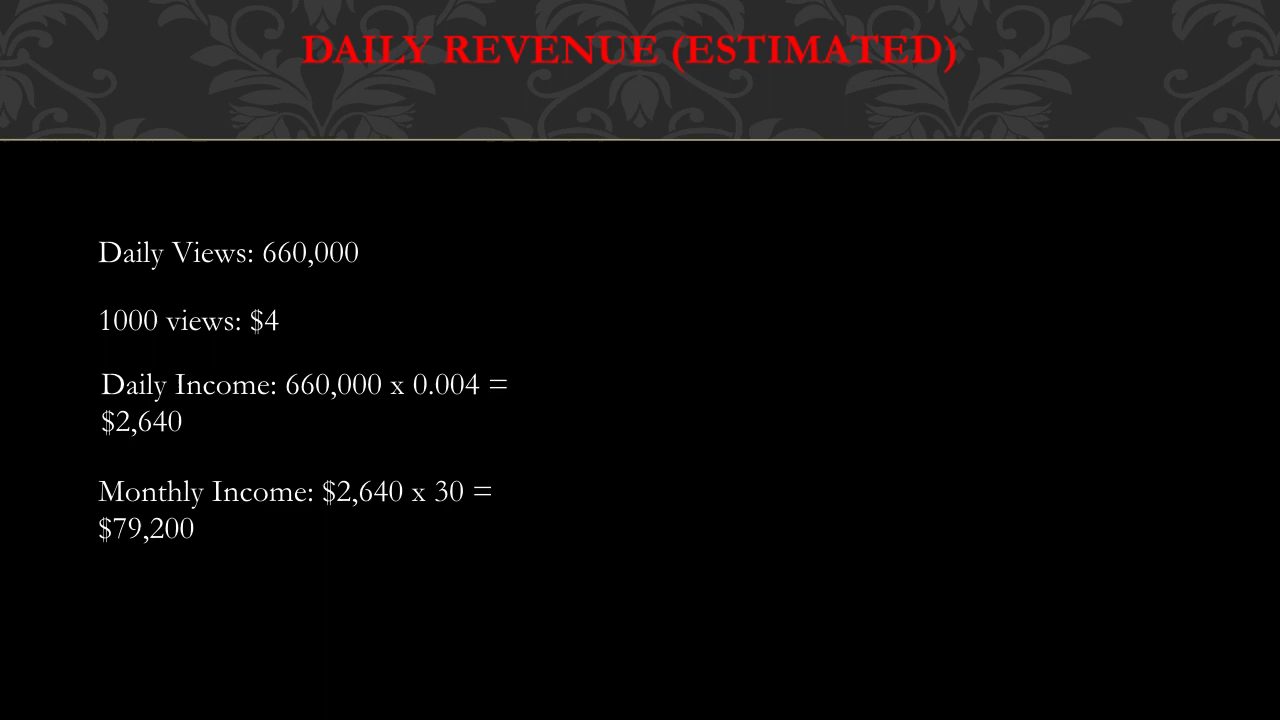 DAILY REVENUE (ESTIMATED)
Daily Views: 660,000
1000 views: $4
Daily Income: 660,000 x 0.004 =
$2,640
Monthly Income: $2,640 x 30 =
$79,200